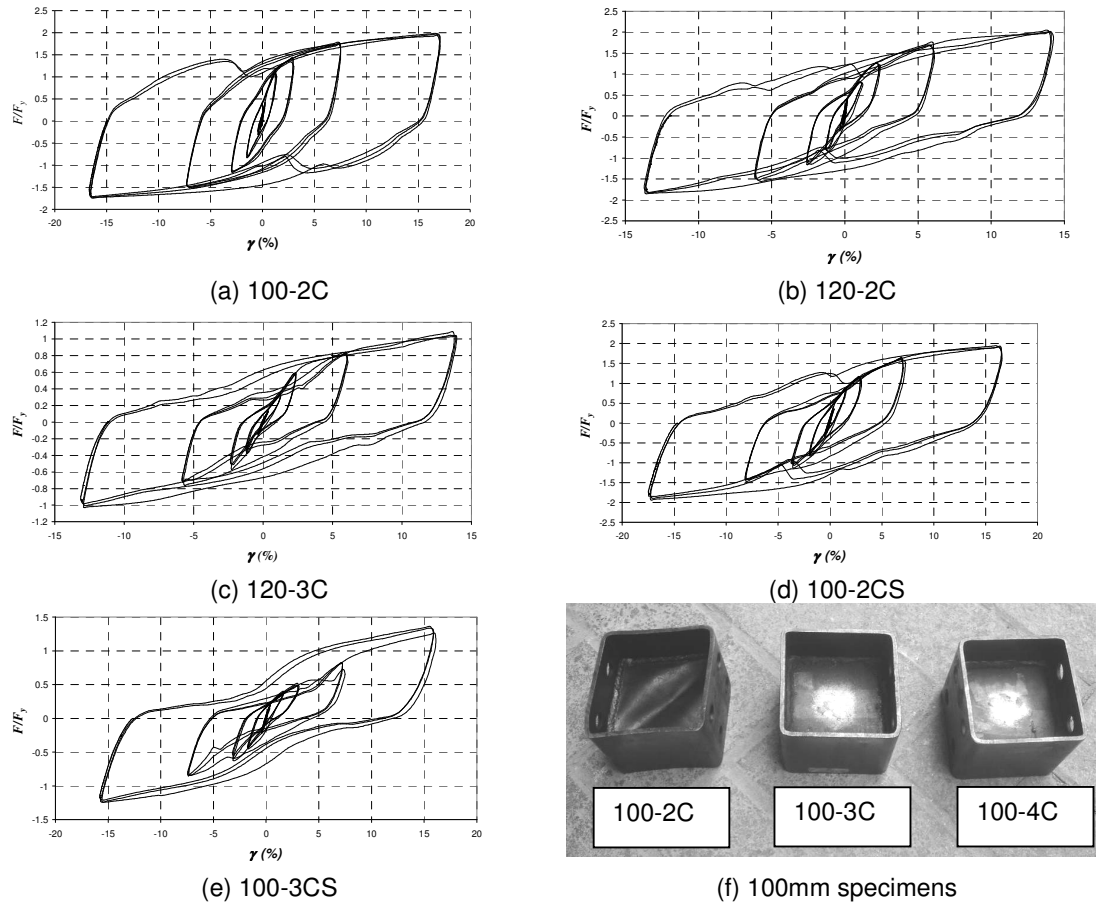 2
1.5
1
0.5
0
-0.5
-1
-1.5
-2
F/Fy
-20 -15 -10 -5 0 5 10 15 20
γ (%)
(a) 100-2C
2.5
2
1.5
1
0.5
0
-0.5
-1
-1.5
-2
-2.5
F/Fy
-15 -10 -5 0 5 10 15
γ (%)
(b) 120-2C
1.2
1
0.8
0.6
0.4
0.2
0
-0.2
-0.4
-0.6
-0.8
-1
-1.2
F/Fy
-15 -10 -5 0 5 10 15
γ (%)
(c) 120-3C
2.5
2
1.5
1
0.5
0
-0.5
-1
-1.5
-2
-2.5
F/Fy
-20 -15 -10 -5 0 5 10 15 20
γ (%)
(d) 100-2CS
1.5
1
0.5
0
-0.5
-1
-1.5
F/Fy
-20 -15 -10 -5 0 5 10 15 20
γ (%)
(e) 100-3CS
100-2C
100-3C
100-4C
(f) 100mm specimens